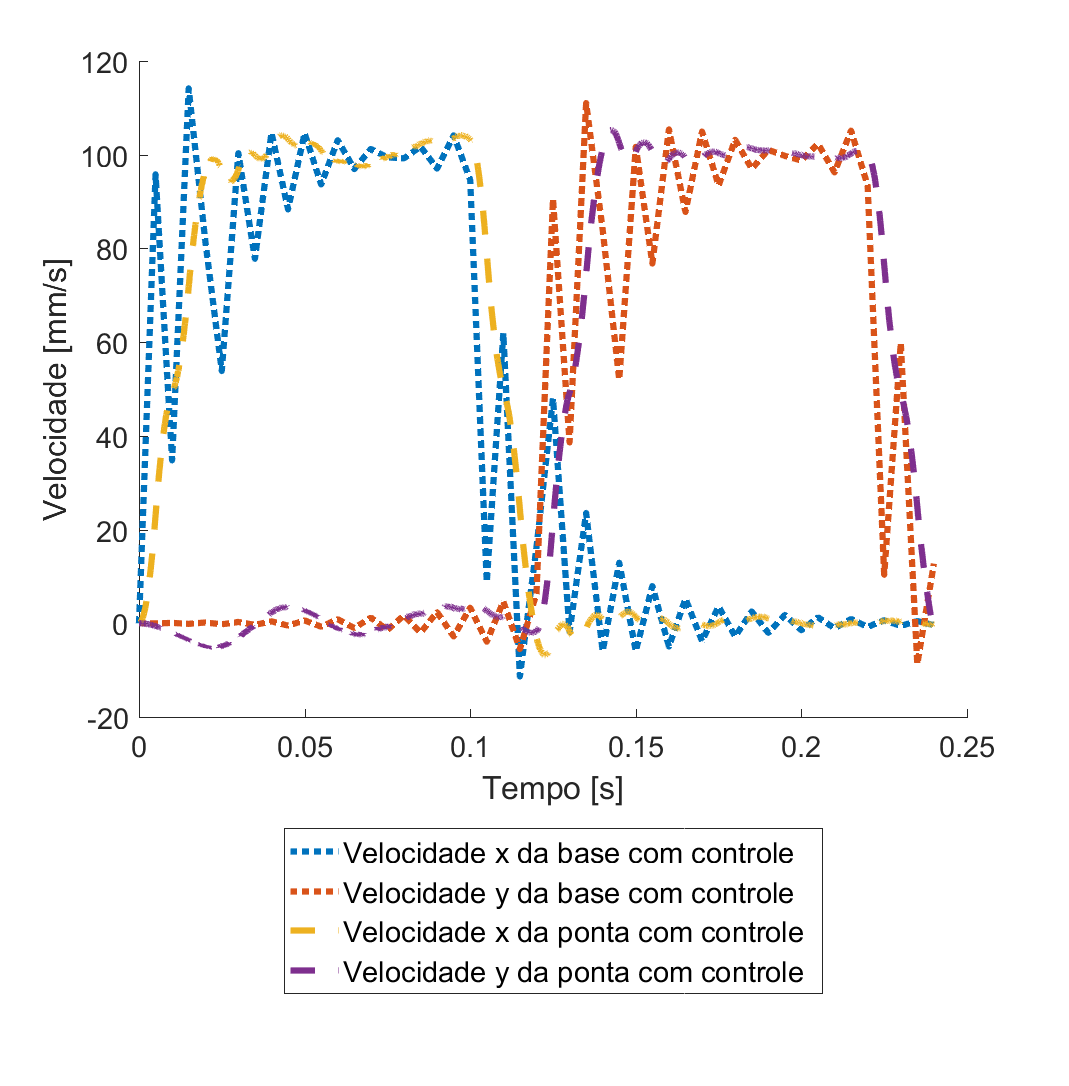 120
100
80
60
40
20
0
-20
Velocidade [mm/s]
0 0.05 0.1 0.15 0.2 0.25
Tempo [s]
Velocidade x da base com controle
Velocidade y da base com controle
Velocidade x da ponta com controle
Velocidade y da ponta com controle